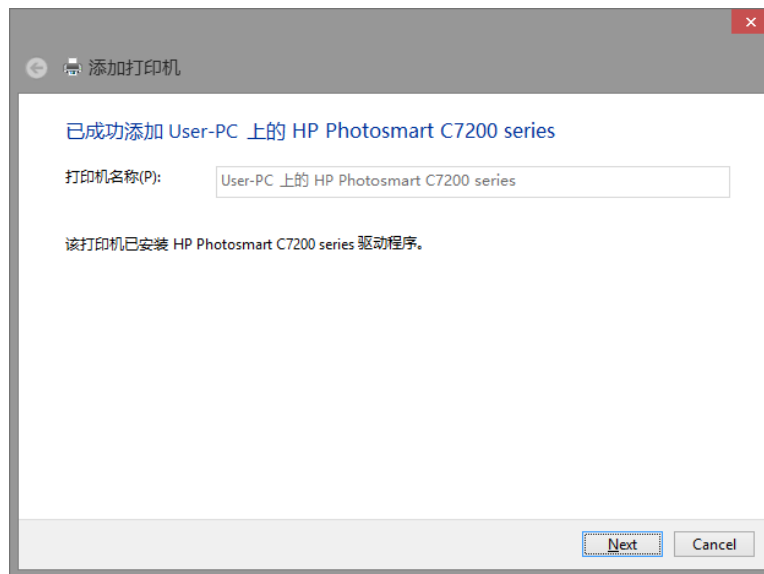 添加打印机
已成功添加 User-PC 上的 HP Photosmart C7200 series
打印机名称(P): User-PC 上的 HP Photosmart C7200 series
该打印机已安装 HP Photosmart C7200 series 驱动程序。
Next Cancel